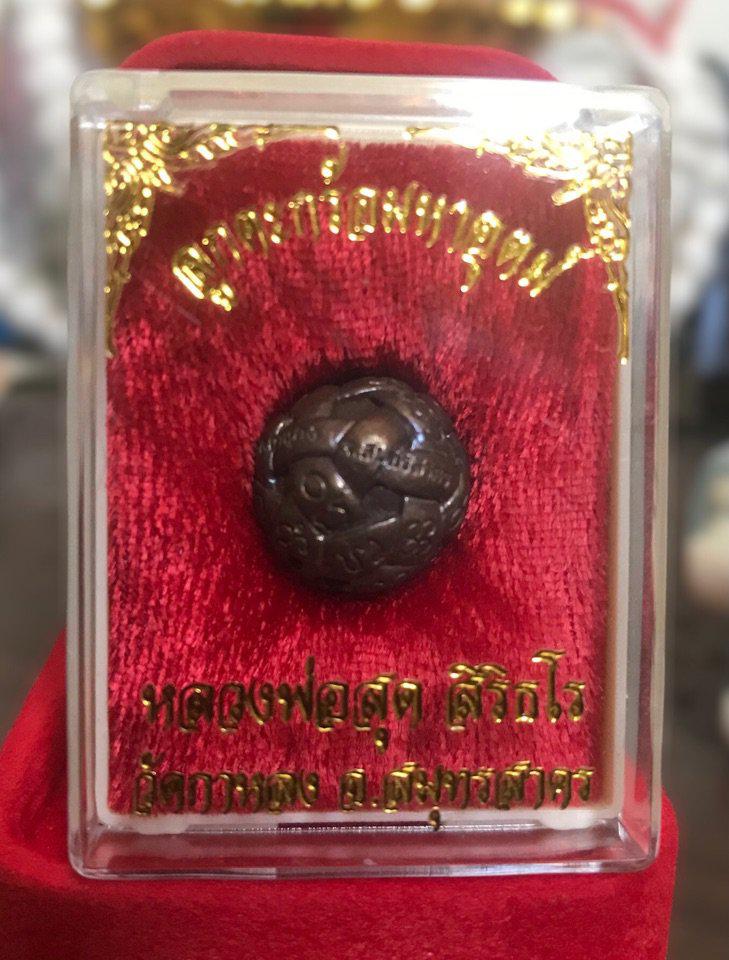 ลูกตะกร้อมหาอุตม์
หลวงพ่อสุด สิริธโร
วัดกาหลง จ.สมุทรสาคร